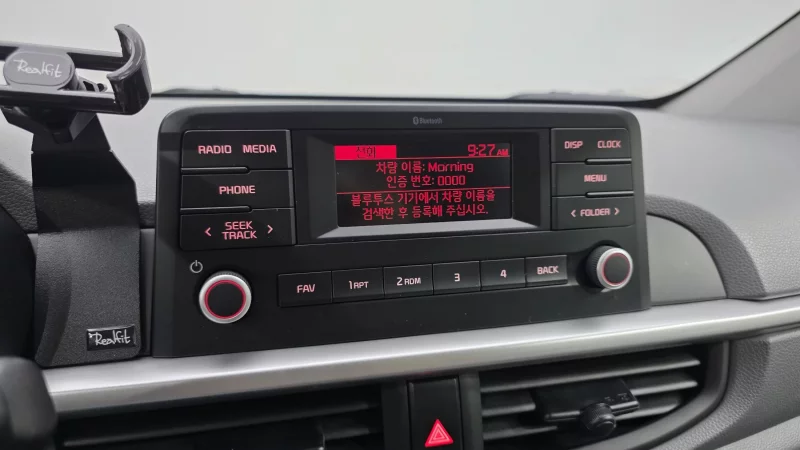 Realfit
Bluetooth
RADIO MEDIA
전화 9:27 AM
DISP CLOCK
차량 이름: Morning
인증 번호: 0000
PHONE
MENU
블루투스 기기에서 차량 이름을
검색한 후 등록해 주십시오.
< SEEK TRACK >
< FOLDER >
FAV
1 RPT
2 RDM
3
4
BACK
Realfit